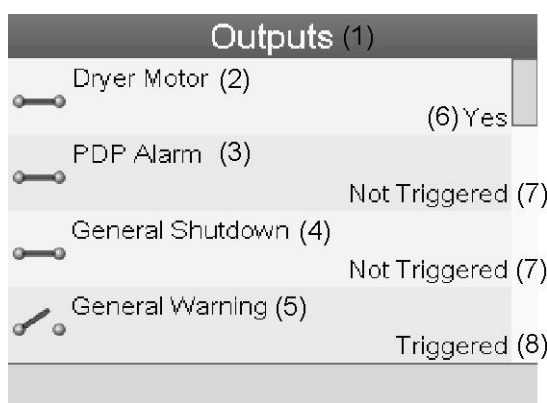 Outputs (1)
Dryer Motor (2)
(6) Yes
PDP Alarm (3)
Not Triggered (7)
General Shutdown (4)
Not Triggered (7)
General Warning (5)
Triggered (8)